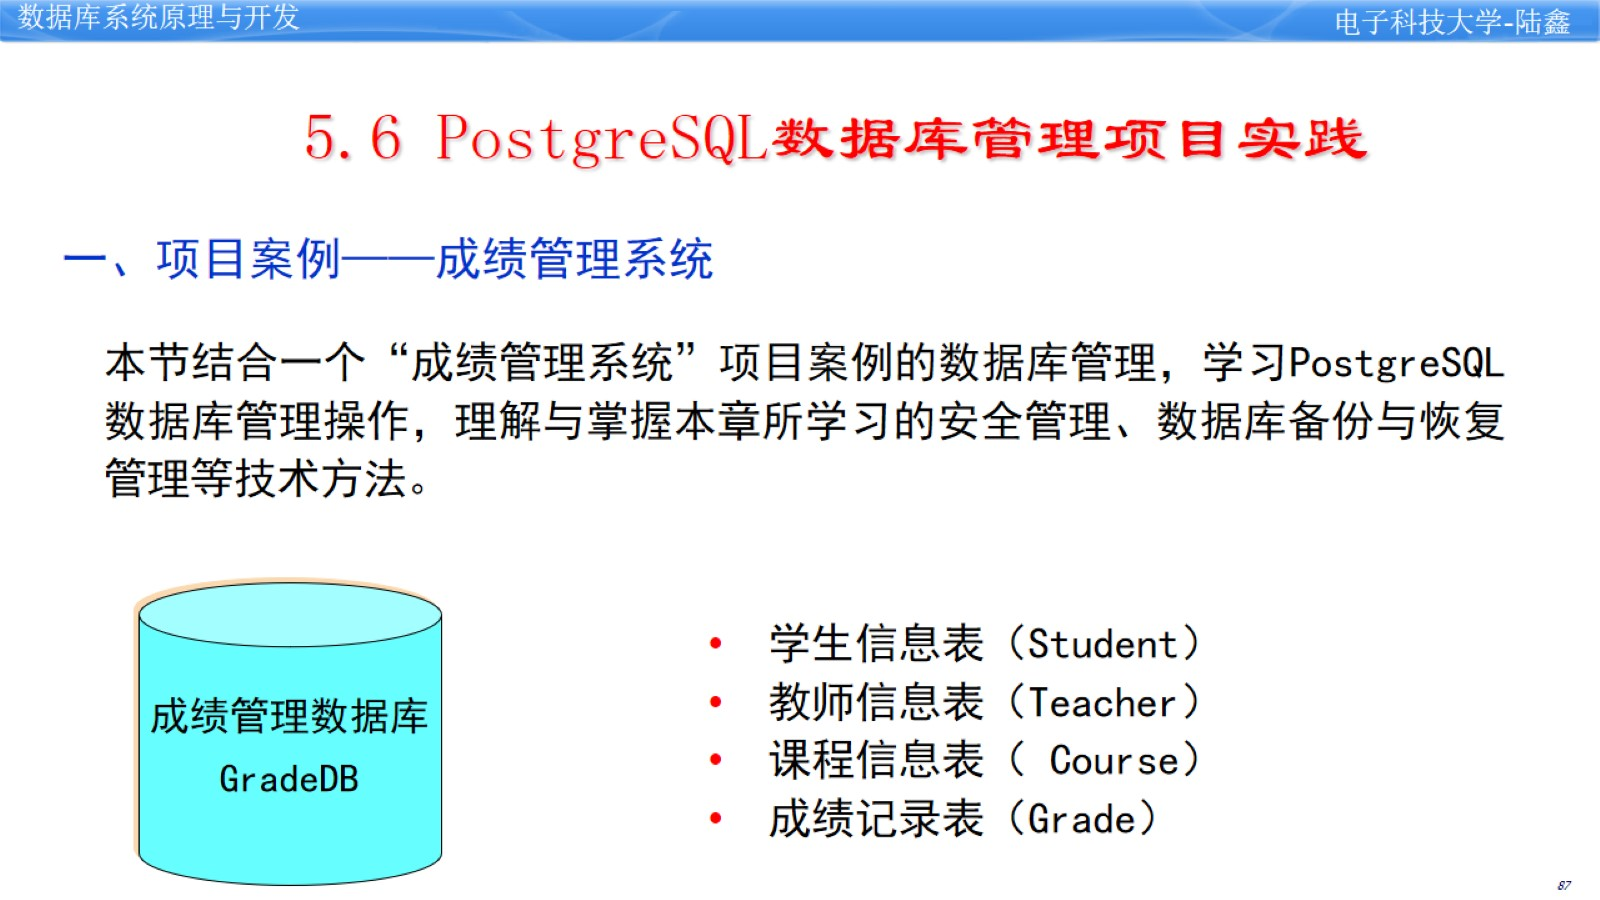 数据库系统原理与开发
电子科技大学-陆鑫
5.6 PostgreSQL数据库管理项目实践
一、项目案例——成绩管理系统
本节结合一个“成绩管理系统”项目案例的数据库管理，学习PostgreSQL
数据库管理操作，理解与掌握本章所学习的安全管理、数据库备份与恢复
管理等技术方法。
成绩管理数据库
GradeDB
• 学生信息表（Student）
• 教师信息表（Teacher）
• 课程信息表（ Course）
• 成绩记录表（Grade）
87